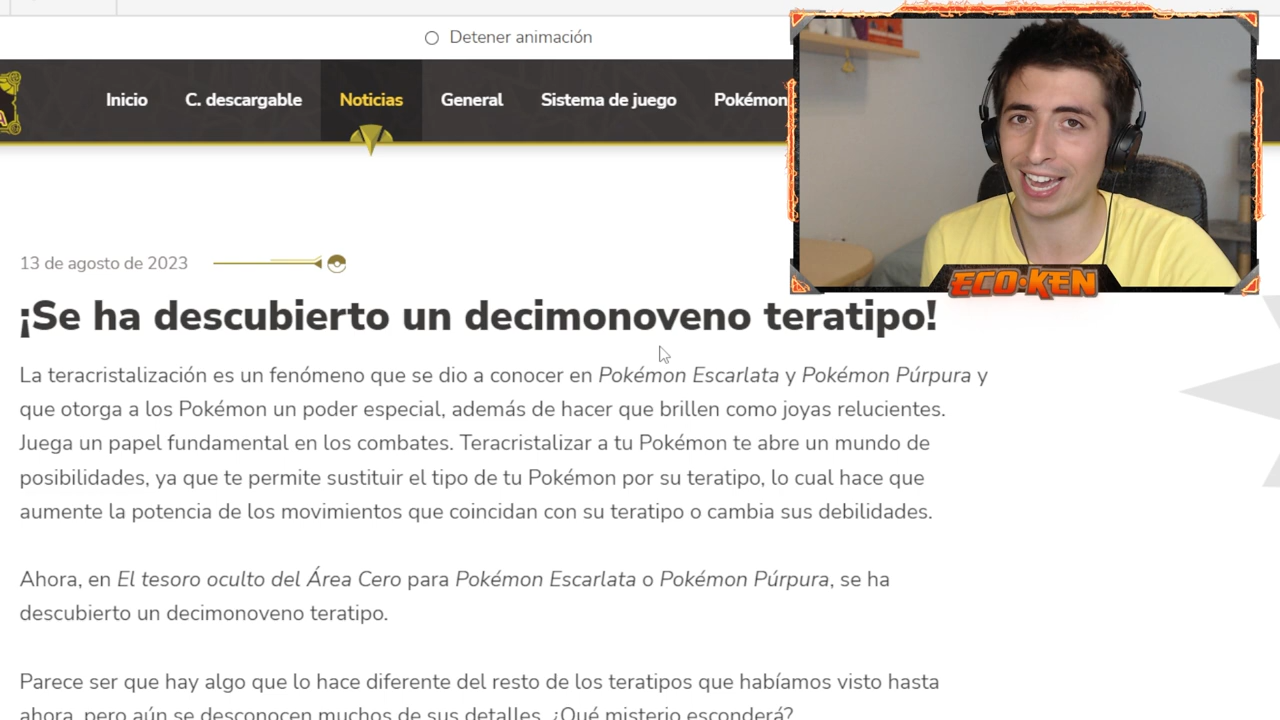 Detener animación
Inicio
C. descargable
Noticias
General
Sistema de juego
Pokémon
A
ECO·KEN
13 de agosto de 2023
¡Se ha descubierto un decimonoveno teratipo!
La teracristalización es un fenómeno que se dio a conocer en Pokémon Escarlata y Pokémon Púrpura y
que otorga a los Pokémon un poder especial, además de hacer que brillen como joyas relucientes.
Juega un papel fundamental en los combates. Teracristalizar a tu Pokémon te abre un mundo de
posibilidades, ya que te permite sustituir el tipo de tu Pokémon por su teratipo, lo cual hace que
aumente la potencia de los movimientos que coincidan con su teratipo o cambia sus debilidades.
Ahora, en El tesoro oculto del Área Cero para Pokémon Escarlata o Pokémon Púrpura, se ha
descubierto un decimonoveno teratipo.
Parece ser que hay algo que lo hace diferente del resto de los teratipos que habíamos visto hasta
ahora, pero aún se desconocen muchos de sus detalles. ¿Qué misterio esconderá?